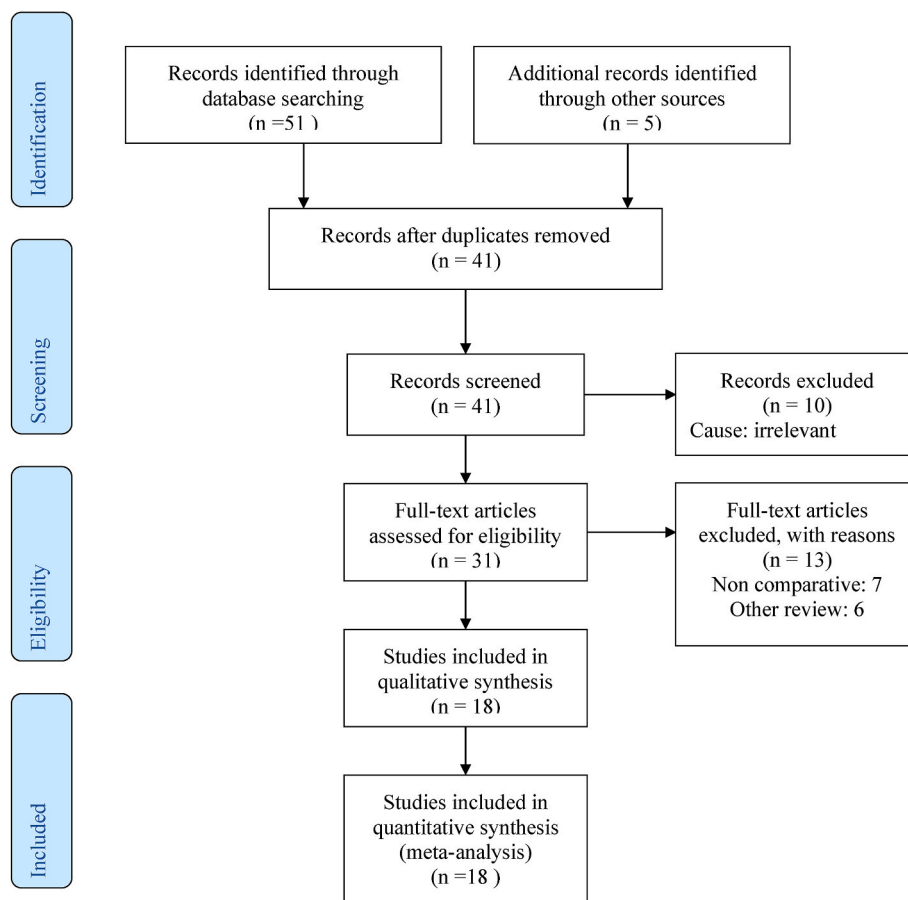 Identification
Records identified through
database searching
(n =51 )
Additional records identified
through other sources
(n = 5)
Records after duplicates removed
(n = 41)
Screening
Records screened
(n = 41)
Records excluded
(n = 10)
Cause: irrelevant
Eligibility
Full-text articles
assessed for eligibility
(n = 31)
Full-text articles
excluded, with reasons
(n = 13)
Non comparative: 7
Other review: 6
Studies included in
qualitative synthesis
(n = 18)
Included
Studies included in
quantitative synthesis
(meta-analysis)
(n =18 )